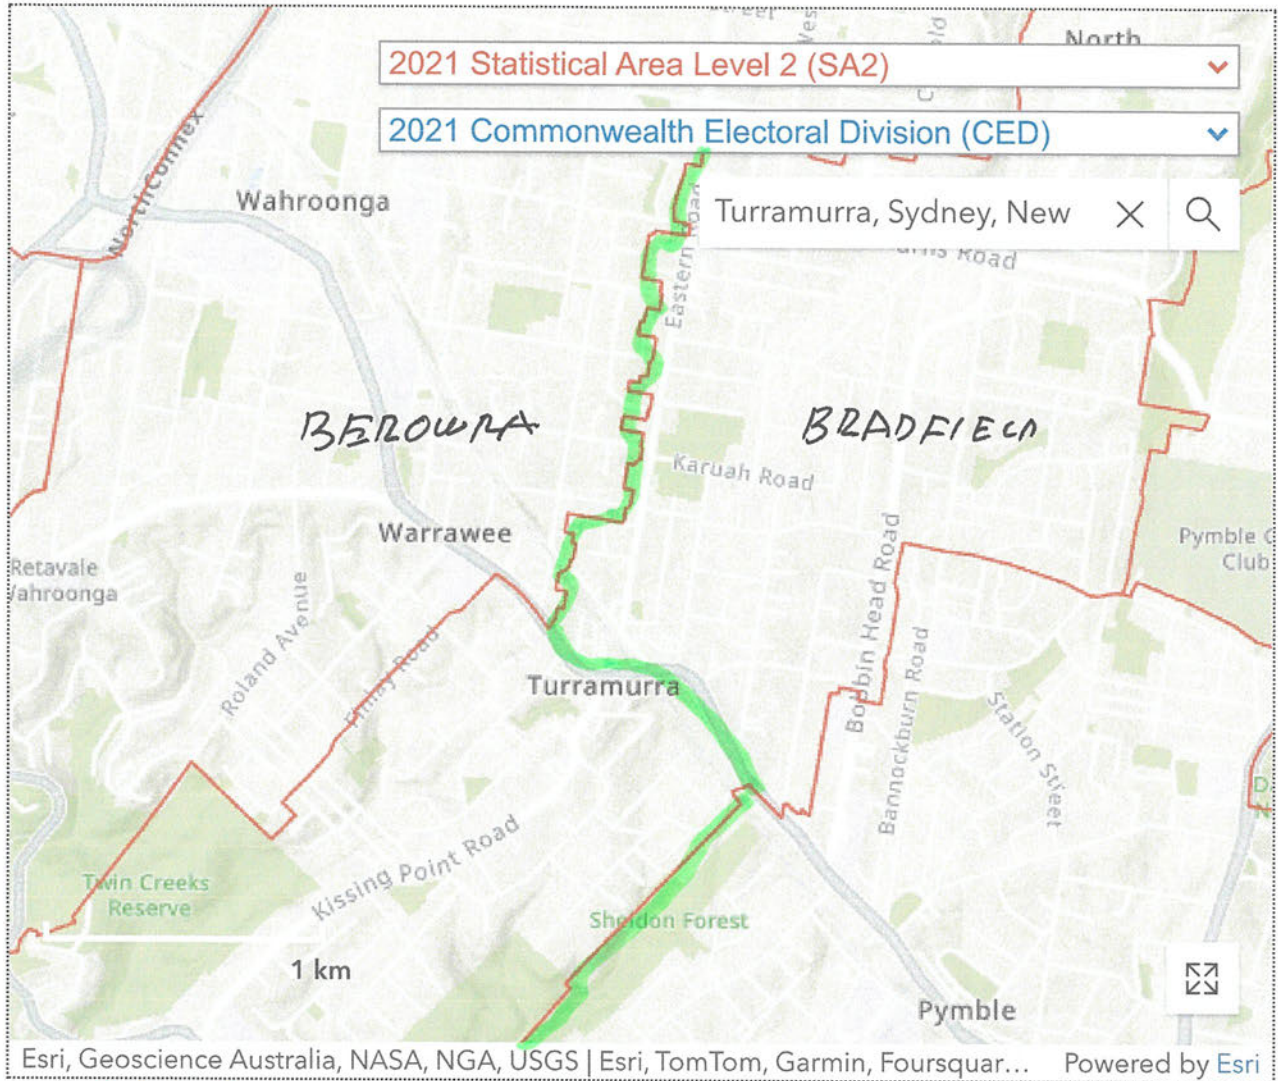 North
2021 Statistical Area Level 2 (SA2)
2021 Commonwealth Electoral Division (CED)
NorthConnex
Wahroonga
Turramurra, Sydney, New
Road
Eastern Road
BEROWRA
BRADFIELD
Karuah Road
Warrawee
Pymble
Club
Retavale
Roland Avenue
Finlay Road
Bobbin Head Road
Bannockburn Road
Turramurra
Station Street
Kissing Point Road
Twin Creeks
Reserve
Sheldon Forest
1 km
Pymble
Esri, Geoscience Australia, NASA, NGA, USGS | Esri, TomTom, Garmin, Foursquar... Powered by Esri